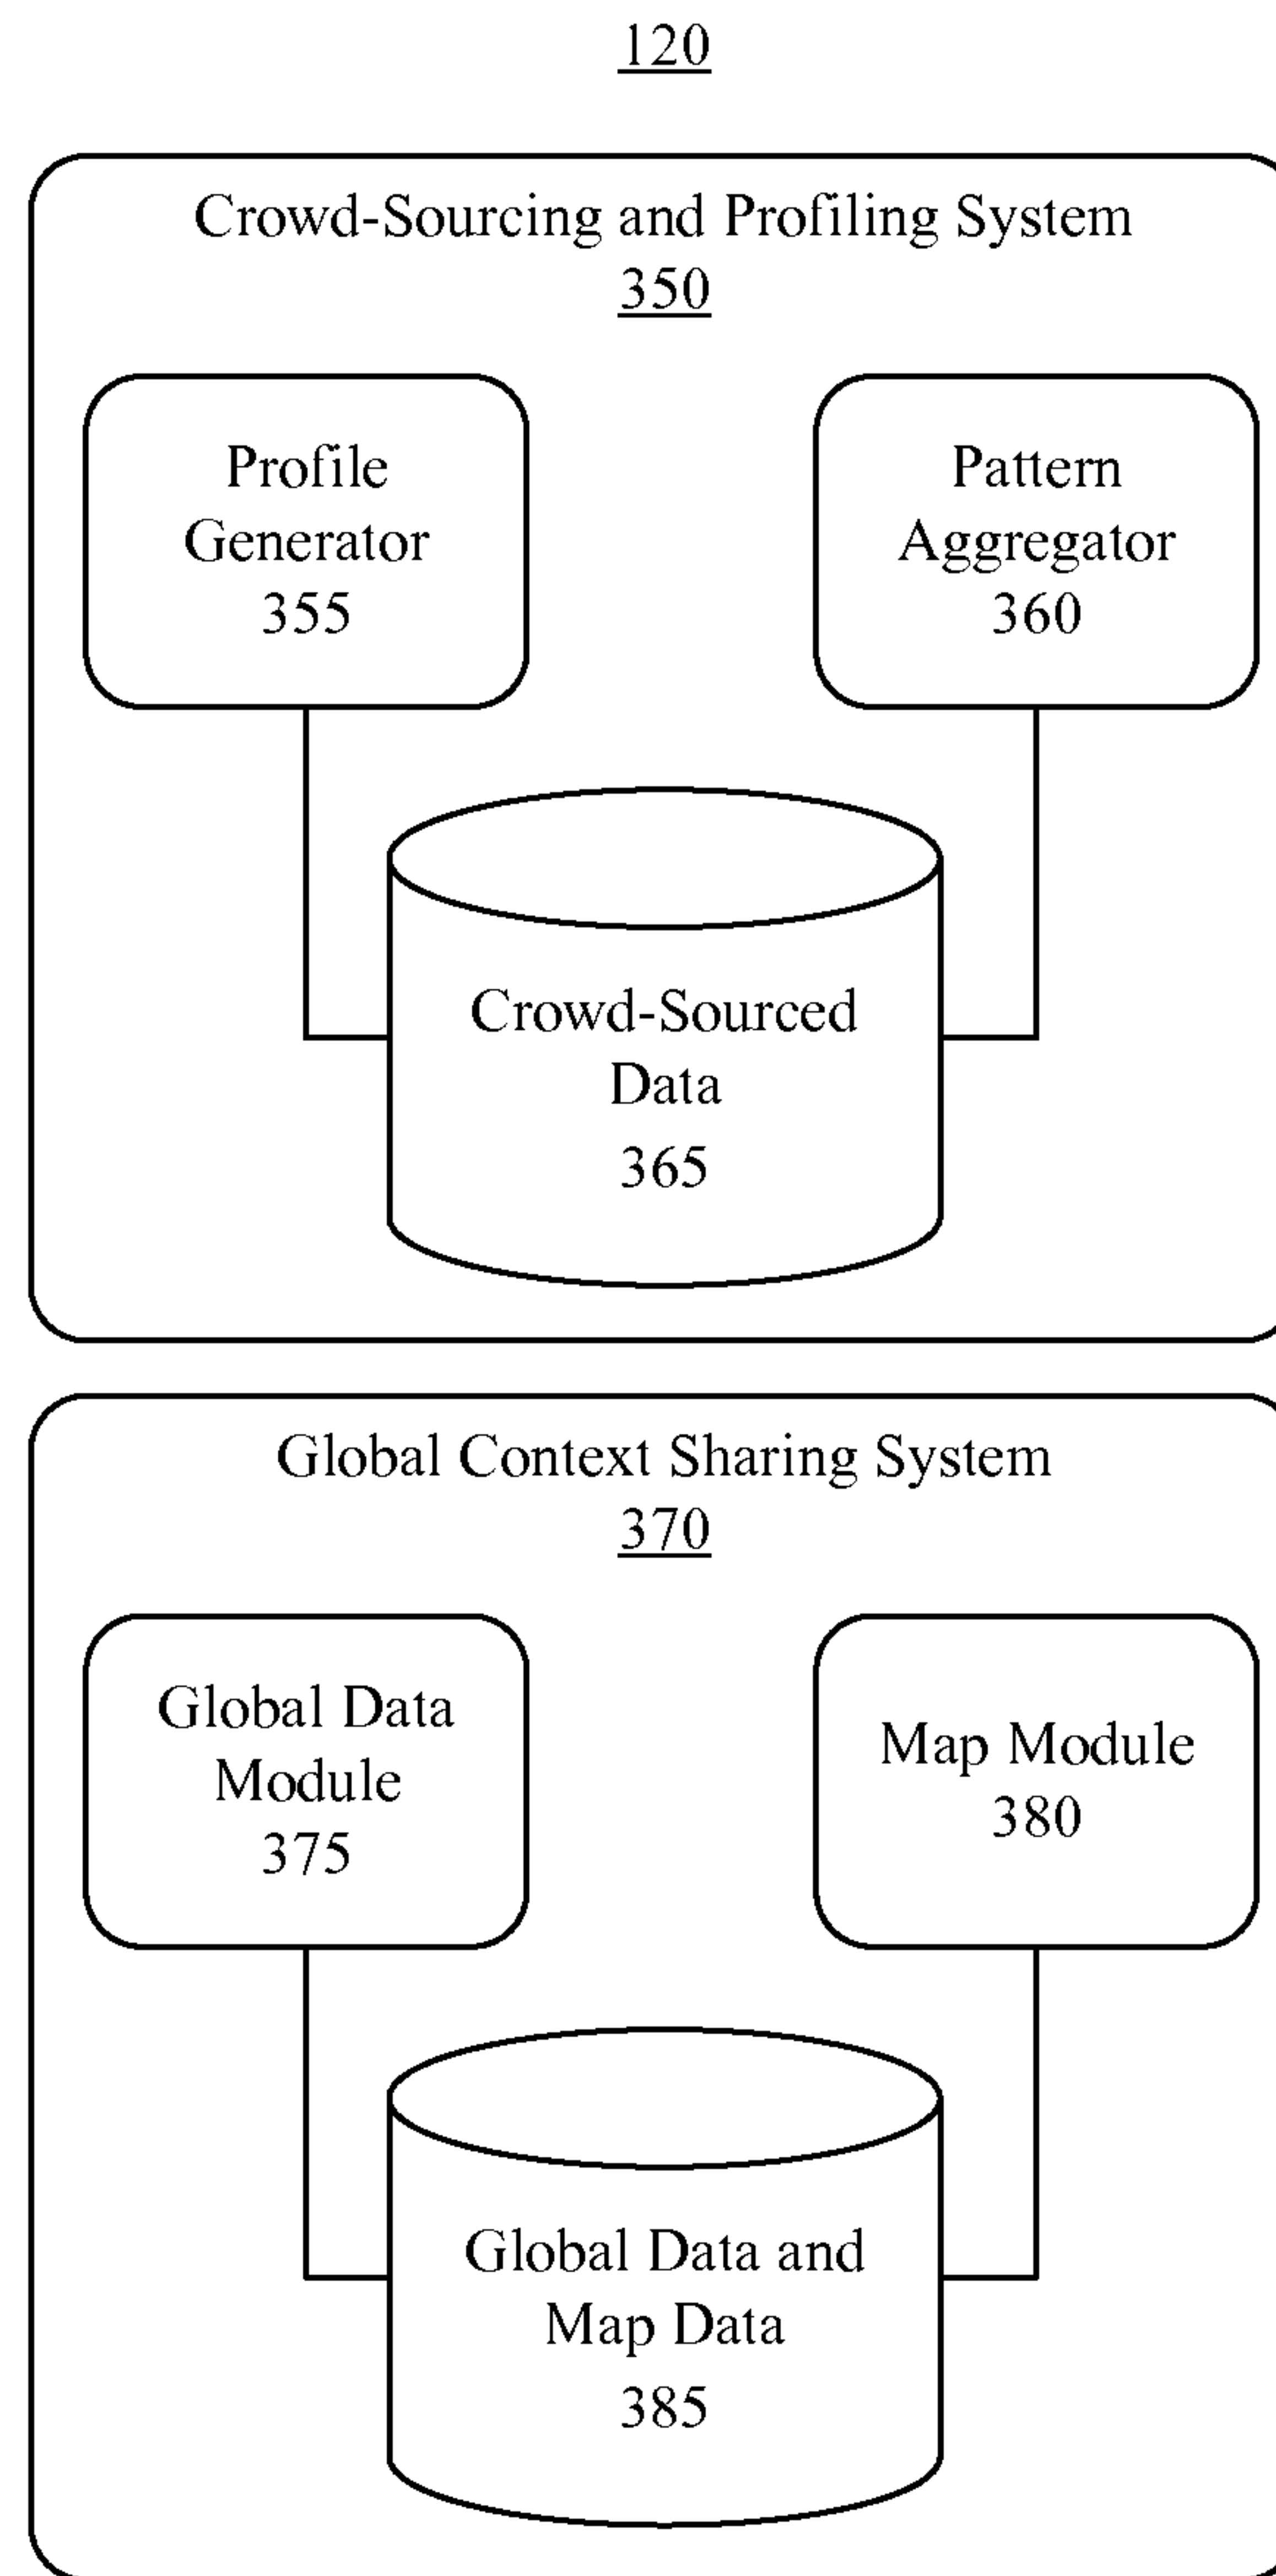 120
Crowd-Sourcing and Profiling System
350
Profile
Generator
355
Pattern
Aggregator
360
Crowd-Sourced
Data
365
Global Context Sharing System
370
Global Data
Module
375
Map Module
380
Global Data and
Map Data
385